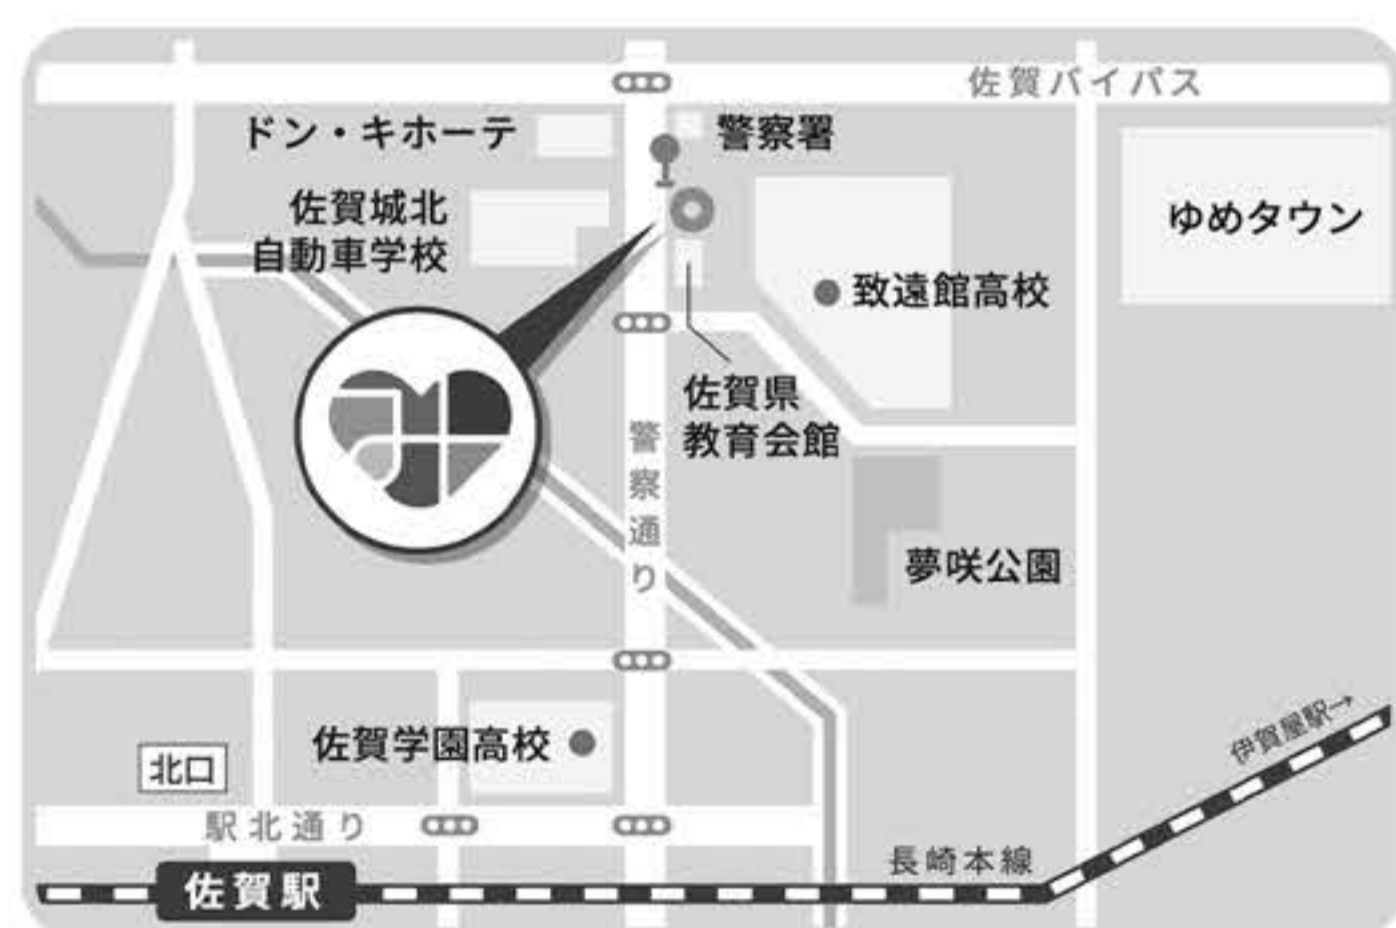 佐賀バイパス
ドン・キホーテ
警察署
佐賀城北
自動車学校
ゆめタウン
致遠館高校
佐賀県
教育会館
警察通り
夢咲公園
佐賀学園高校
北口
伊賀屋駅→
駅北通り
長崎本線
佐賀駅